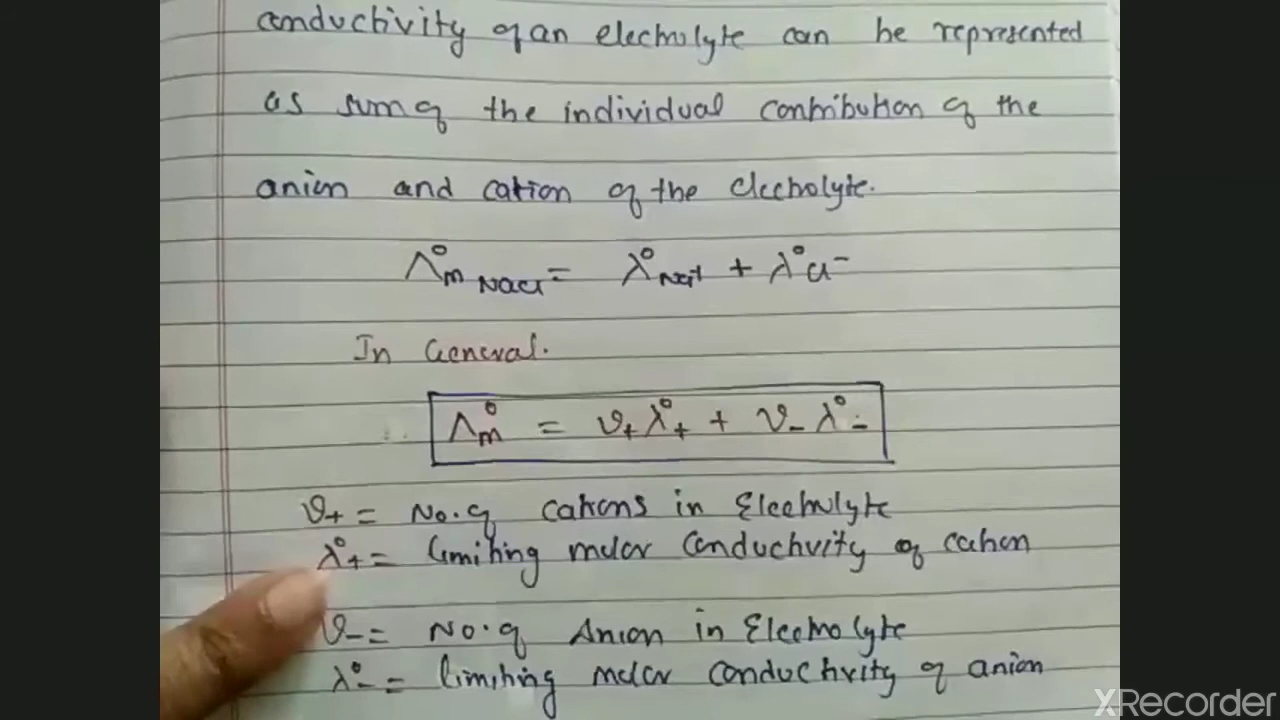 conductivity of an electrolyte can be represented
as sum of the individual contribution of the
anion and cation of the electrolyte.
Λ°m NaCl = λ°Na+ + λ°Cl-
In General.
Λ°m = ν+ λ°+ + ν- λ°-
ν+ = No. of cations in Electrolyte
λ°+ = limiting molar conductivity of cation
ν- = No. of Anion in Electrolyte
λ°- = limiting molar conductivity of anion
XRecorder